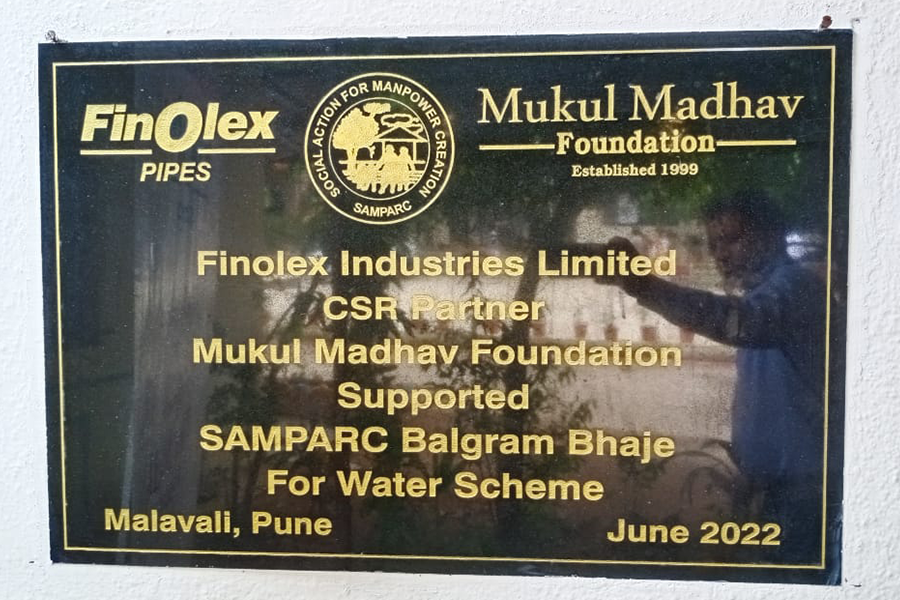 FinOlex
PIPES
SOCIAL ACTION FOR MANPOWER CREATION
SAMPARC
Mukul Madhav
Foundation
Established 1999
Finolex Industries Limited
CSR Partner
Mukul Madhav Foundation
Supported
SAMPARC Balgram Bhaje
For Water Scheme
Malavali, Pune
June 2022